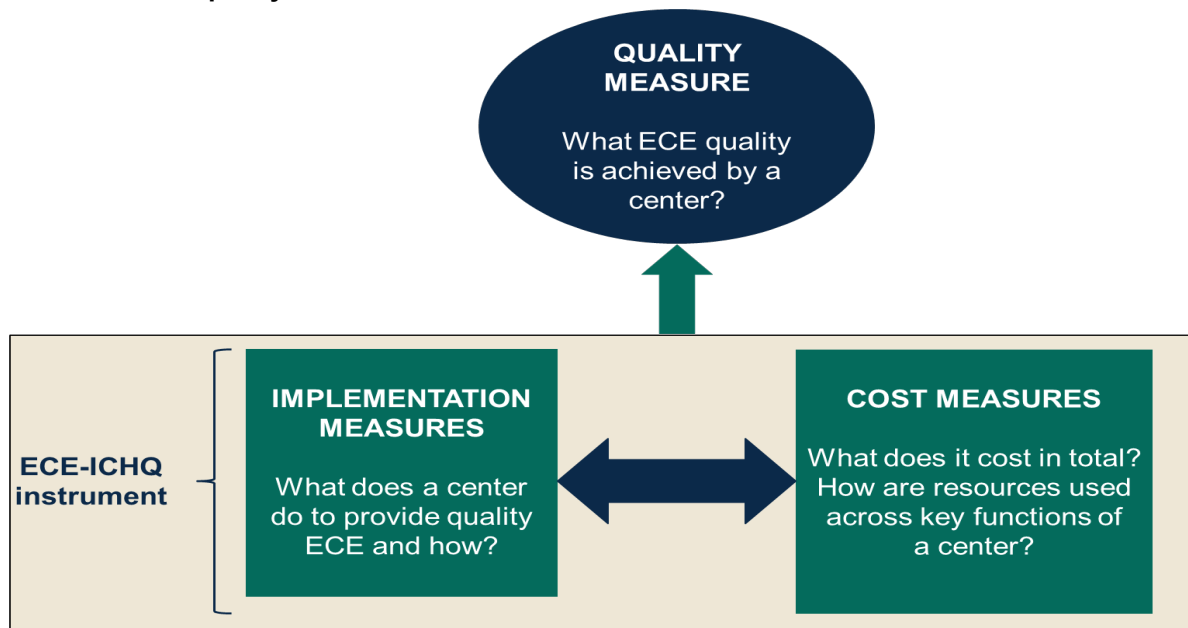 QUALITY
MEASURE
What ECE quality
is achieved by a
center?
ECE-ICHQ
instrument
IMPLEMENTATION
MEASURES
What does a center
do to provide quality
ECE and how?
COST MEASURES
What does it cost in total?
How are resources used
across key functions of
a center?